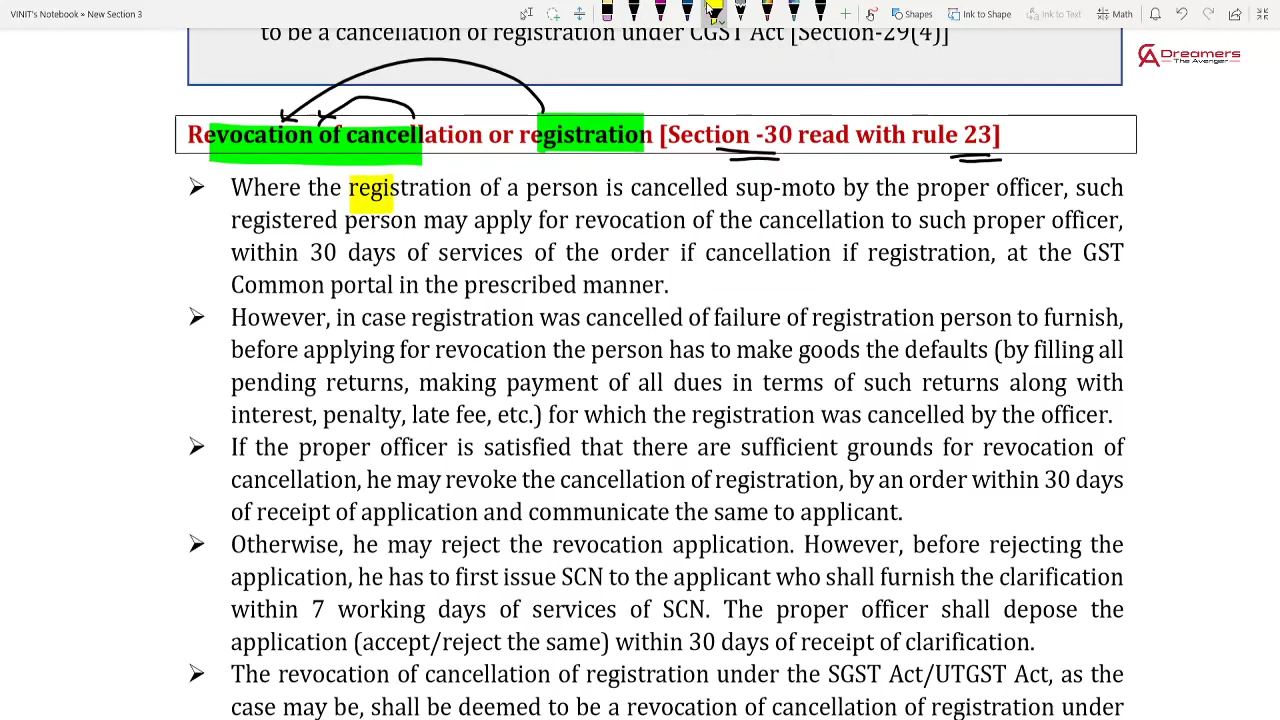 VINIT's Notebook » New Section 3
Shapes
Ink to Shape
Ink to Text
Math
to be a cancellation of registration under CGST Act [Section-29(4)]
Dreamers
The Avenger
Revocation of cancellation or registration [Section -30 read with rule 23]
Where the registration of a person is cancelled sup-moto by the proper officer, such
registered person may apply for revocation of the cancellation to such proper officer,
within 30 days of services of the order if cancellation if registration, at the GST
Common portal in the prescribed manner.
However, in case registration was cancelled of failure of registration person to furnish,
before applying for revocation the person has to make goods the defaults (by filling all
pending returns, making payment of all dues in terms of such returns along with
interest, penalty, late fee, etc.) for which the registration was cancelled by the officer.
If the proper officer is satisfied that there are sufficient grounds for revocation of
cancellation, he may revoke the cancellation of registration, by an order within 30 days
of receipt of application and communicate the same to applicant.
Otherwise, he may reject the revocation application. However, before rejecting the
application, he has to first issue SCN to the applicant who shall furnish the clarification
within 7 working days of services of SCN. The proper officer shall depose the
application (accept/reject the same) within 30 days of receipt of clarification.
The revocation of cancellation of registration under the SGST Act/UTGST Act, as the
case may be, shall be deemed to be a revocation of cancellation of registration under